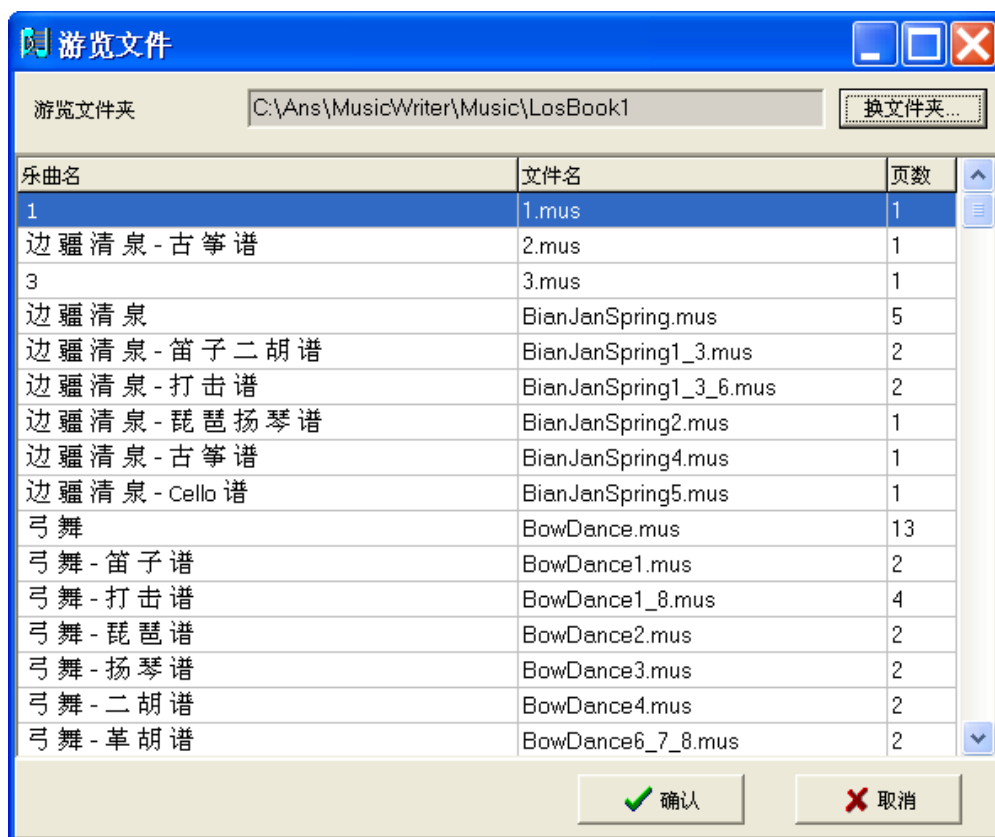 游览文件
游览文件夹 C:\Ans\MusicWriter\Music\LosBook1 换文件夹...
乐曲名 文件名 页数
1 1.mus 1
边疆清泉 - 古筝谱 2.mus 1
3 3.mus 1
边疆清泉 BianJanSpring.mus 5
边疆清泉 - 笛子二胡谱 BianJanSpring1_3.mus 2
边疆清泉 - 打击谱 BianJanSpring1_3_6.mus 2
边疆清泉 - 琵琶扬琴谱 BianJanSpring2.mus 1
边疆清泉 - 古筝谱 BianJanSpring4.mus 1
边疆清泉 - Cello 谱 BianJanSpring5.mus 1
弓舞 BowDance.mus 13
弓舞 - 笛子谱 BowDance1.mus 2
弓舞 - 打击谱 BowDance1_8.mus 4
弓舞 - 琵琶谱 BowDance2.mus 2
弓舞 - 扬琴谱 BowDance3.mus 2
弓舞 - 二胡谱 BowDance4.mus 2
弓舞 - 革胡谱 BowDance6_7_8.mus 2
确认 取消